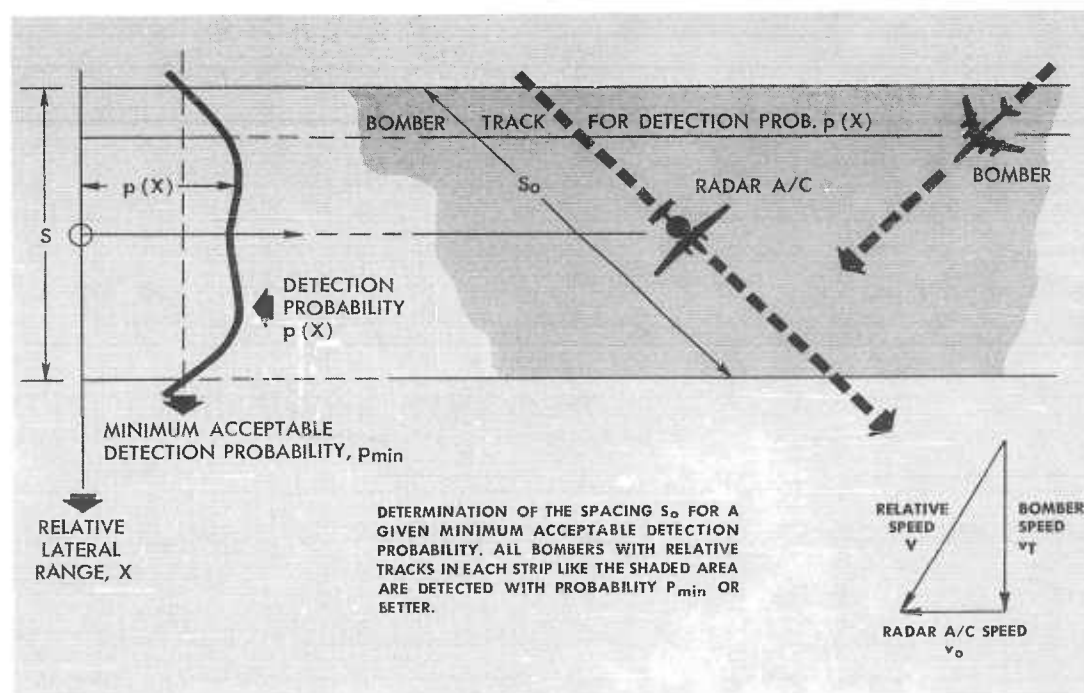 BOMBER TRACK FOR DETECTION PROB. p(X)
p(X)
S₀
RADAR A/C
BOMBER
S
DETECTION
PROBABILITY
p(X)
MINIMUM ACCEPTABLE
DETECTION PROBABILITY, pmin
RELATIVE
LATERAL
RANGE, X
DETERMINATION OF THE SPACING S₀ FOR A
GIVEN MINIMUM ACCEPTABLE DETECTION
PROBABILITY. ALL BOMBERS WITH RELATIVE
TRACKS IN EACH STRIP LIKE THE SHADED AREA
ARE DETECTED WITH PROBABILITY Pmin OR
BETTER.
RELATIVE
SPEED
V
BOMBER
SPEED
vT
RADAR A/C SPEED
v₀